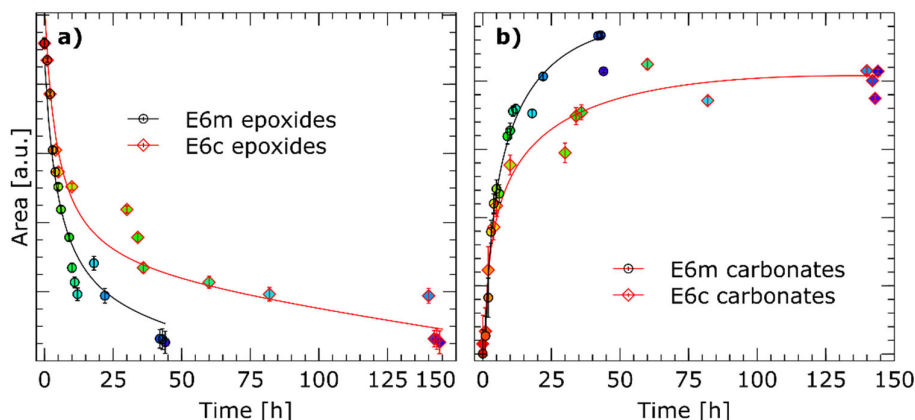 a)
E6m epoxides
E6c epoxides
Area [a.u.]
0 25 50 75 100 125 150
Time [h]
b)
E6m carbonates
E6c carbonates
0 25 50 75 100 125 150
Time [h]